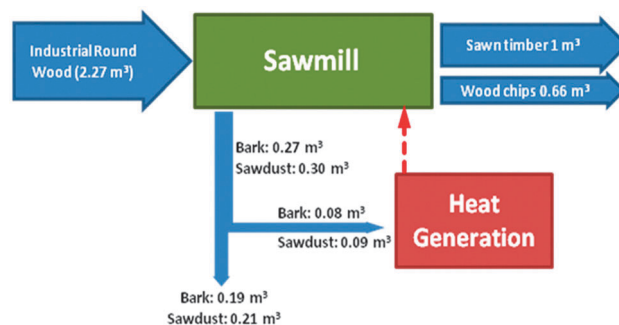 Industrial Round
Wood (2.27 m³)
Sawmill
Sawn timber 1 m³
Wood chips 0.66 m³
Bark: 0.27 m³
Sawdust: 0.30 m³
Bark: 0.08 m³
Sawdust: 0.09 m³
Heat
Generation
Bark: 0.19 m³
Sawdust: 0.21 m³